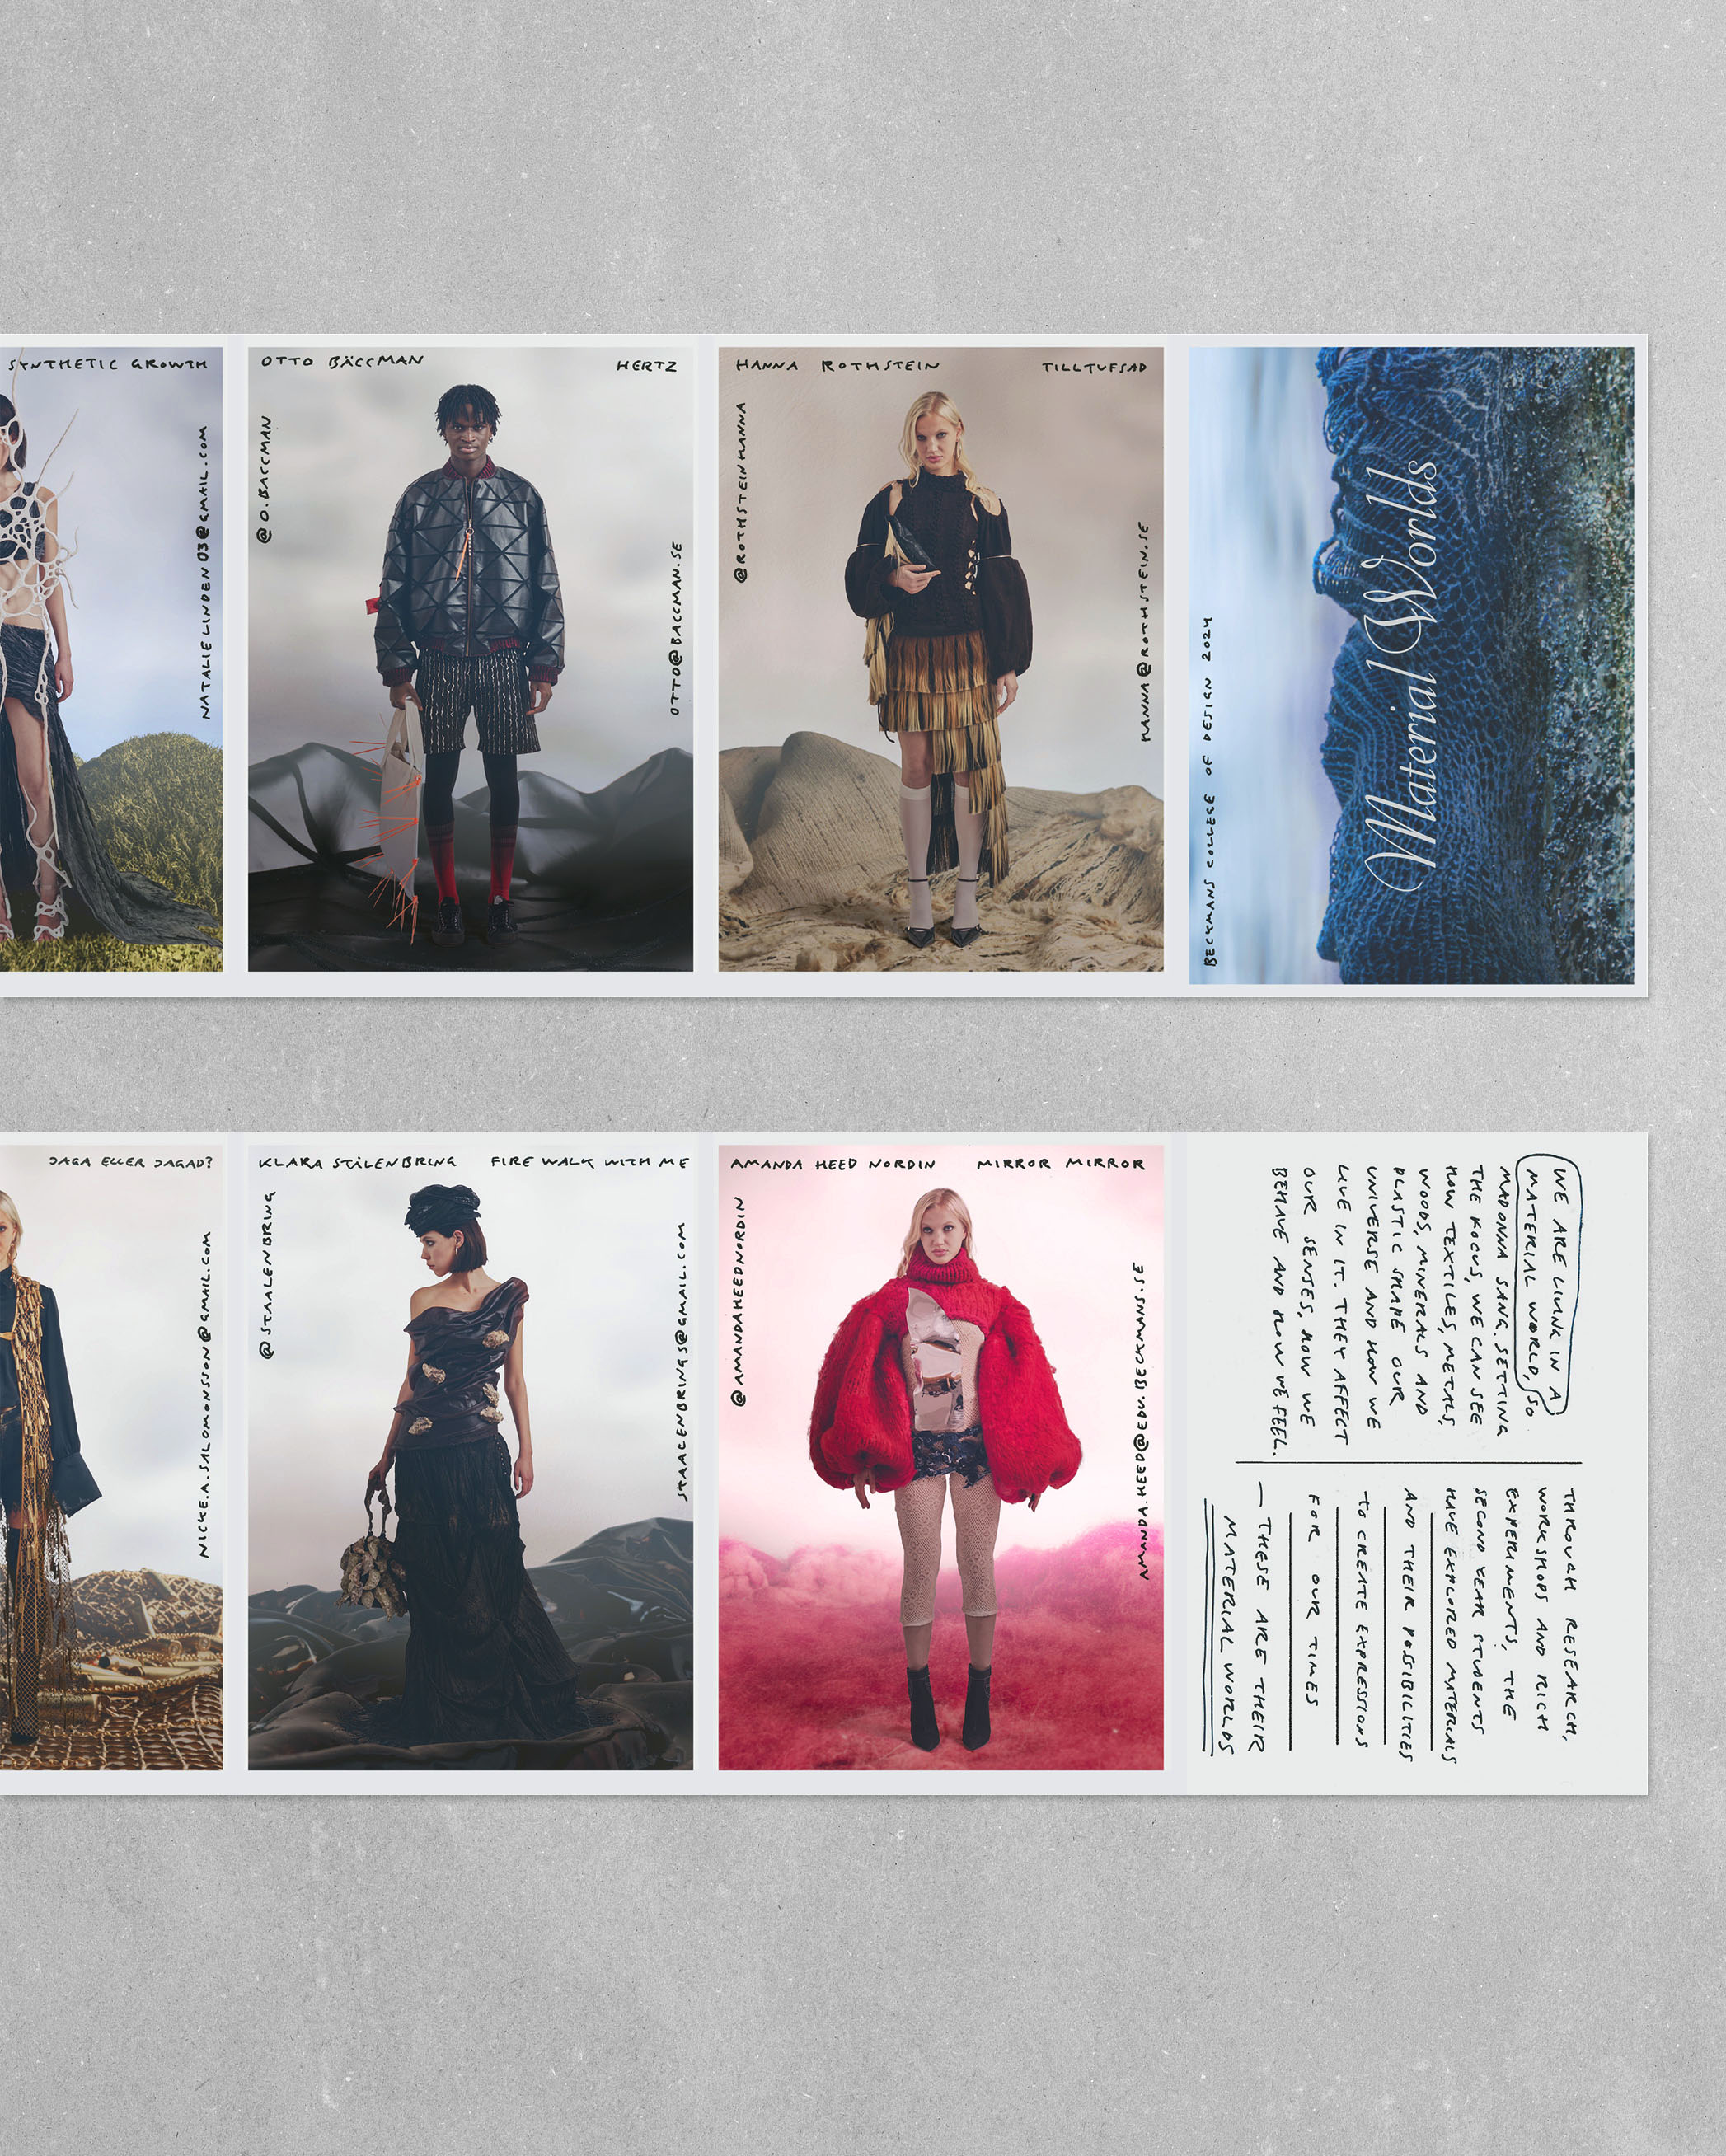 SYNTHETIC GROWTH
NATALIELINDEN03@GMAIL.COM
OTTO BÄCCMAN
HERTZ
@O.BACCMAN
OTTO@BACCMAN.SE
HANNA ROTHSTEIN
TILLTUFSAD
@ROTHSTEINHANNA
HANNA@ROTHSTEIN.SE
BECKMANS COLLEGE OF DESIGN 2024
Material Worlds
JAGA ELLER JAGAD?
NICKE.A.SALOMONSSON@GMAIL.COM
KLARA STÅLENBRING
FIRE WALK WITH ME
@STAALENBRING
STAALENBRINGS@GMAIL.COM
AMANDA HEED NORDIN
MIRROR MIRROR
@AMANDAHEEDNORDIN
AMANDA.HEED@EDU.BECKMANS.SE
WE ARE LIVING IN A
MATERIAL WORLD, SO
MADONNA SANG. SETTING
THE FOCUS, WE CAN SEE
HOW TEXTILES, METALS,
WOODS, MINERALS AND
PLASTIC SHAPE OUR
UNIVERSE AND HOW WE
LIVE IN IT. THEY AFFECT
OUR SENSES, HOW WE
BEHAVE AND HOW WE FEEL.
THROUGH RESEARCH,
WORKSHOPS AND RICH
EXPERIMENTS, THE
SECOND YEAR STUDENTS
HAVE EXPLORED MATERIALS
AND THEIR POSSIBILITIES
TO CREATE EXPRESSIONS
FOR OUR TIMES
— THESE ARE THEIR
MATERIAL WORLDS